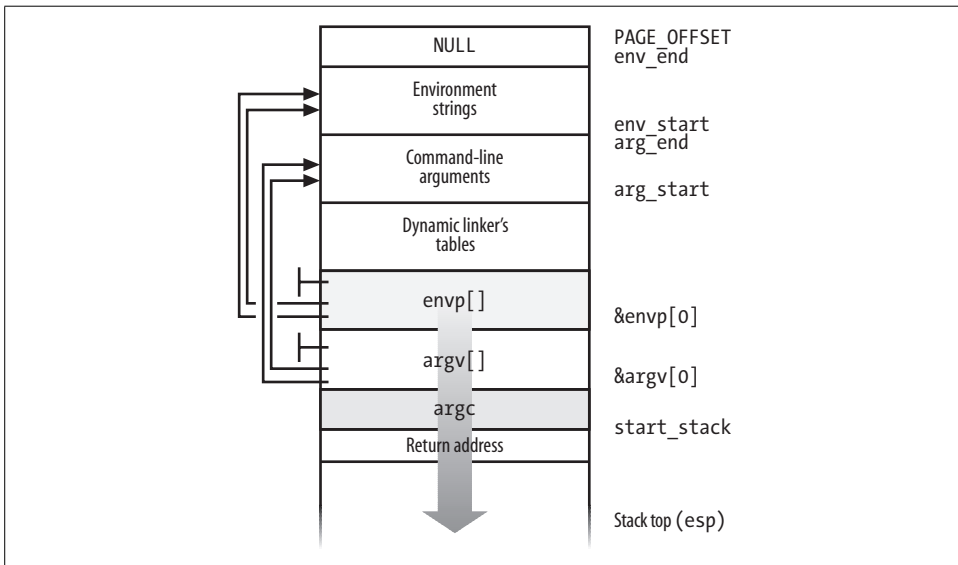 NULL
PAGE_OFFSET
env_end
Environment
strings
env_start
arg_end
Command-line
arguments
arg_start
Dynamic linker's
tables
envp[]
&envp[0]
argv[]
&argv[0]
argc
start_stack
Return address
Stack top (esp)